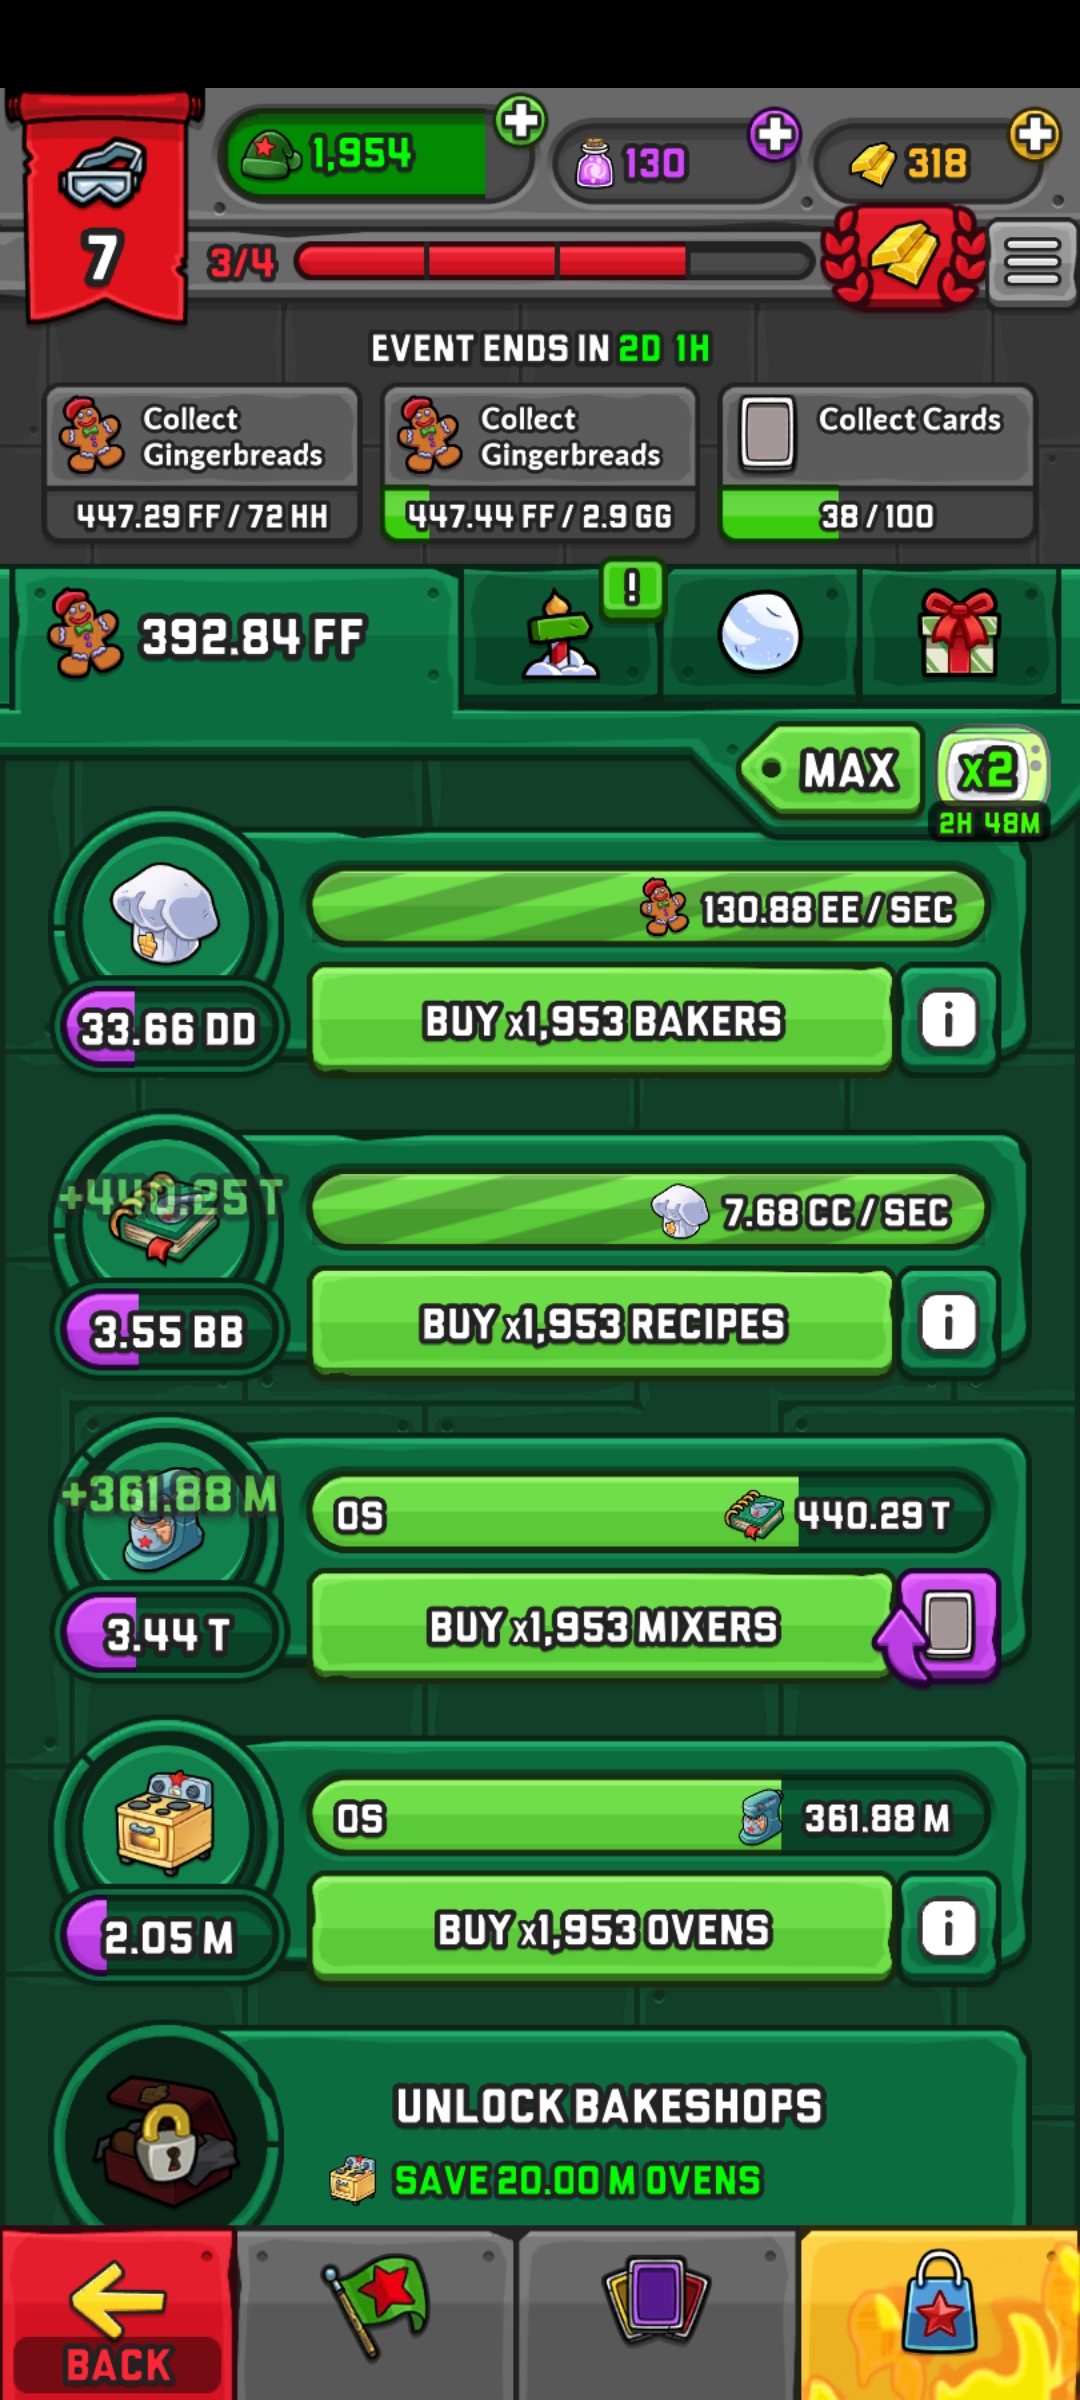 1,954
130
318
7
3/4
EVENT ENDS IN 2D 1H
Collect
Gingerbreads
447.29 FF / 72 HH
Collect
Gingerbreads
447.44 FF / 2.9 GG
Collect Cards
38 / 100
392.84 FF
!
MAX
x2
2H 48M
130.88 EE / SEC
33.66 DD
BUY x1,953 BAKERS
i
+440.25 T
7.68 CC / SEC
3.55 BB
BUY x1,953 RECIPES
i
+361.88 M
0S
440.29 T
3.44 T
BUY x1,953 MIXERS
0S
361.88 M
2.05 M
BUY x1,953 OVENS
i
UNLOCK BAKESHOPS
SAVE 20.00 M OVENS
BACK